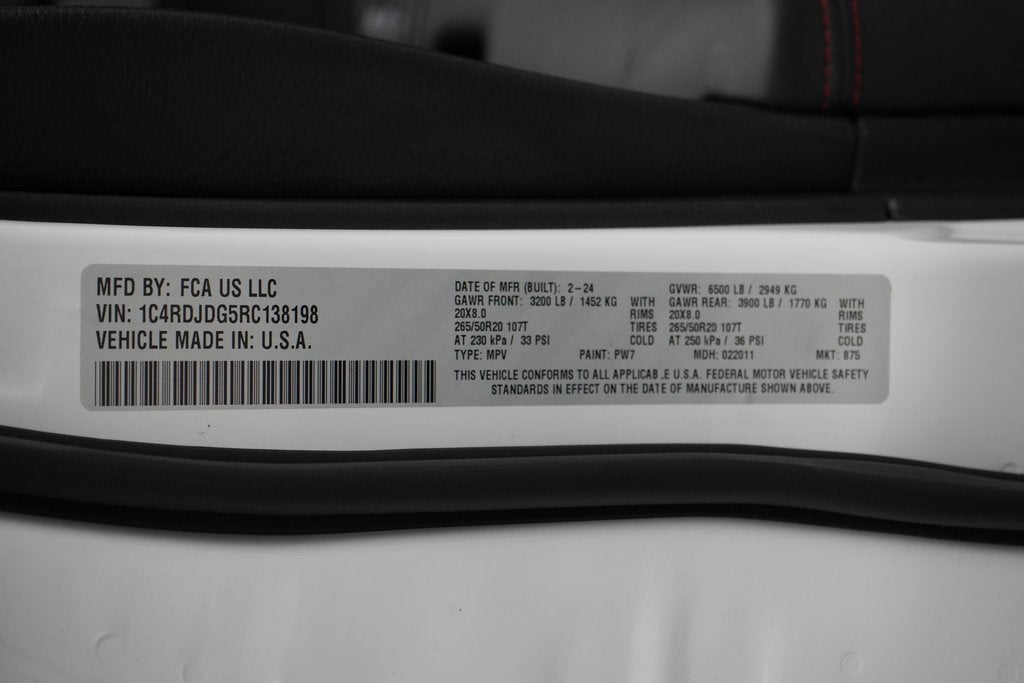 MFD BY: FCA US LLC
VIN: 1C4RDJDG5RC138198
VEHICLE MADE IN: U.S.A.
DATE OF MFR (BUILT): 2-24
GAWR FRONT: 3200 LB / 1452 KG WITH
20X8.0 RIMS
265/50R20 107T TIRES
AT 230 kPa / 33 PSI COLD
TYPE: MPV PAINT: PW7
GVWR: 6500 LB / 2949 KG
GAWR REAR: 3900 LB / 1770 KG WITH
20X8.0 RIMS
265/50R20 107T TIRES
AT 250 kPa / 36 PSI COLD
MDH: 022011 MKT: 875
THIS VEHICLE CONFORMS TO ALL APPLICAB.E U.S.A. FEDERAL MOTOR VEHICLE SAFETY
STANDARDS IN EFFECT ON THE DATE OF MANUFACTURE SHOWN ABOVE.